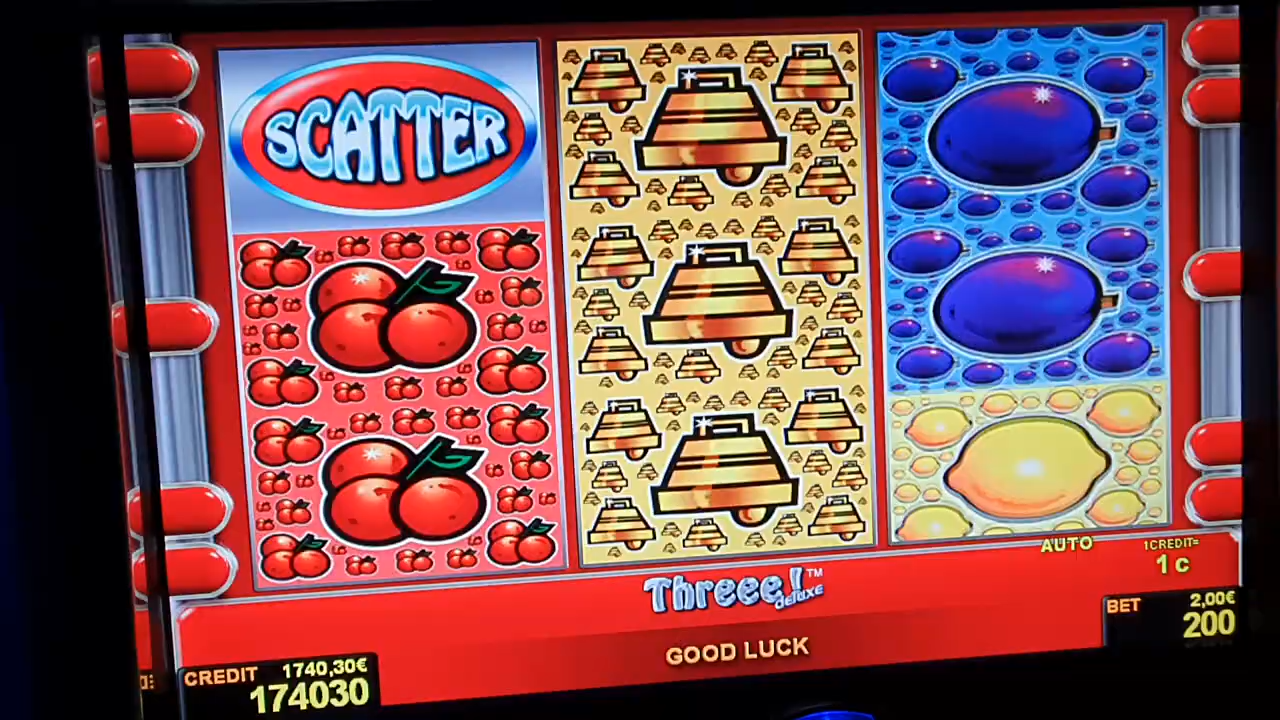 SCATTER
AUTO
1CREDIT=
1 c
Threee!™
deluxe
GOOD LUCK
BET
2,00€
200
CREDIT
1740,30€
174030